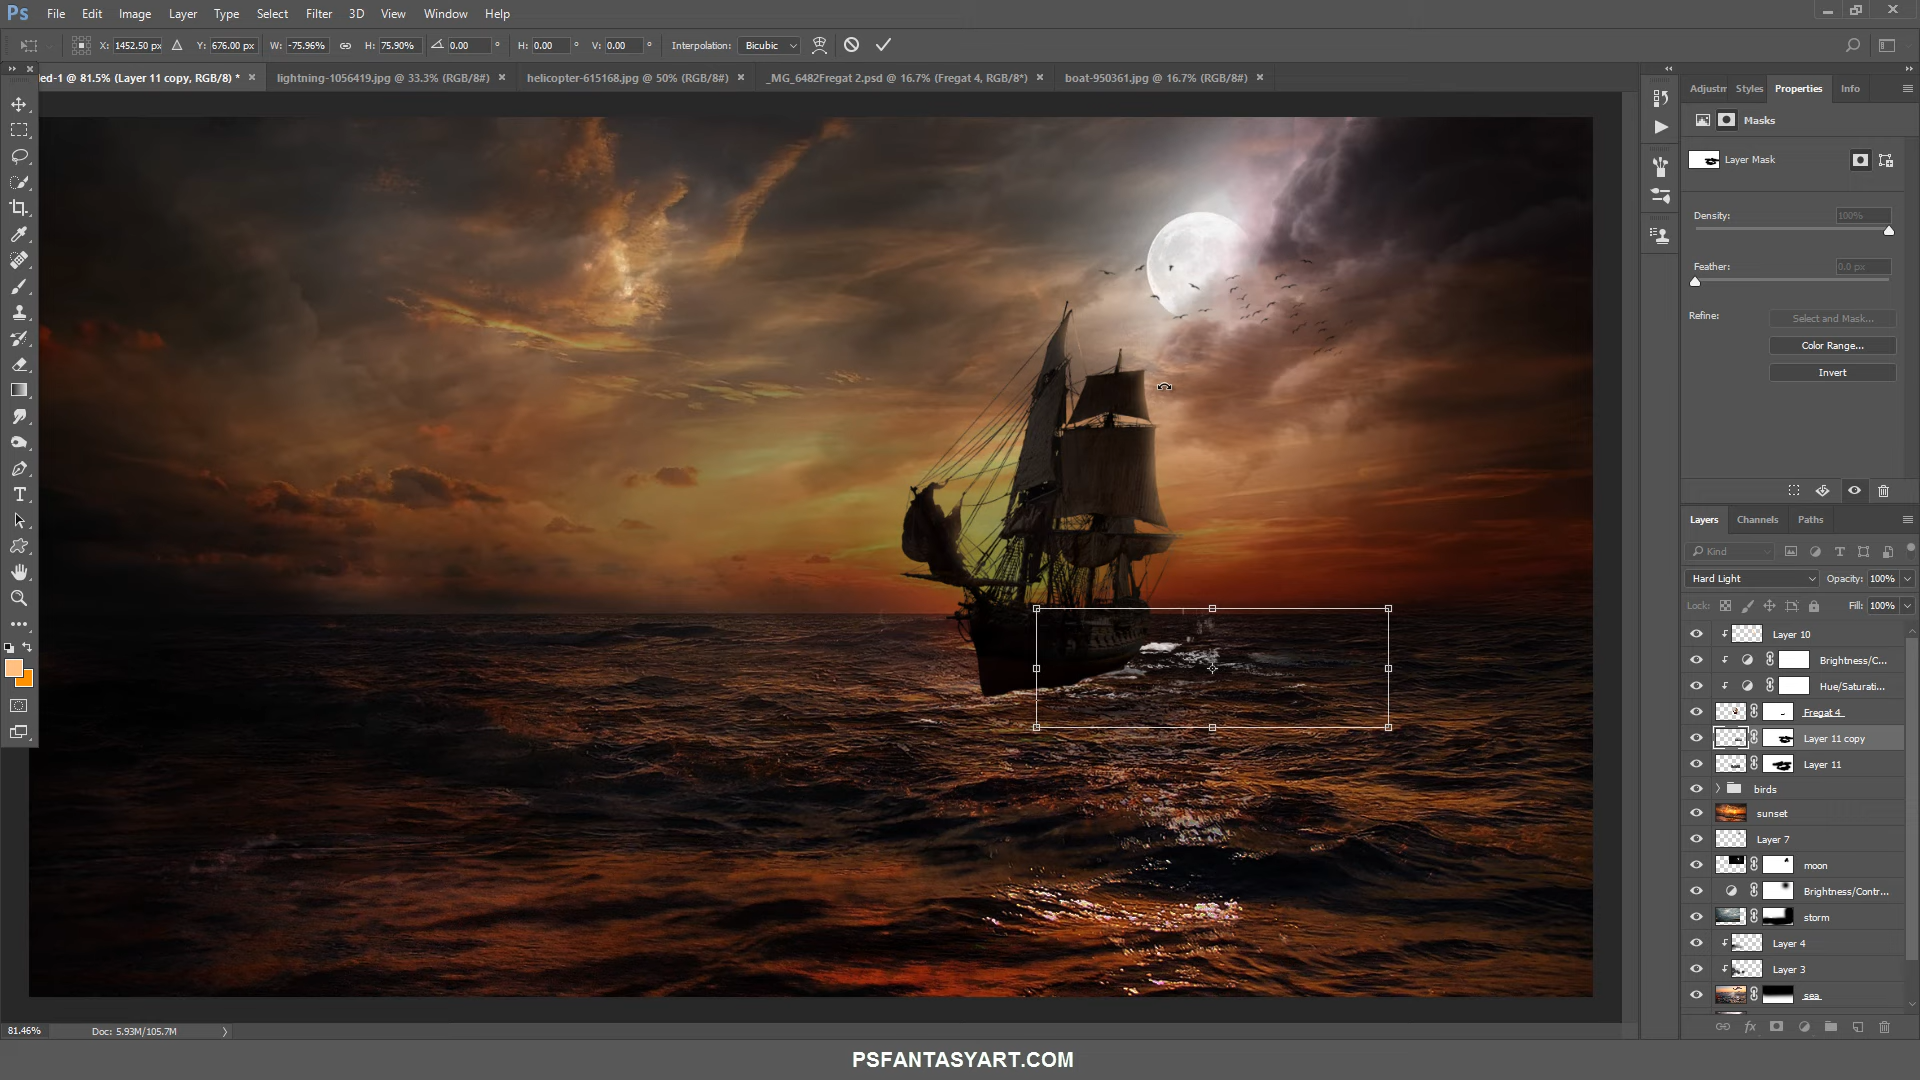 Ps File Edit Image Layer Type Select Filter 3D View Window Help
X: 1452.50 px Y: 676.00 px W: -75.96% H: 75.90% 0.00 ° H: 0.00 ° V: 0.00 ° Interpolation: Bicubic
ed-1 @ 81.5% (Layer 11 copy, RGB/8) * × lightning-1056419.jpg @ 33.3% (RGB/8#) × helicopter-615168.jpg @ 50% (RGB/8#) × _MG_6482Fregat 2.psd @ 16.7% (Fregat 4, RGB/8*) × boat-950361.jpg @ 16.7% (RGB/8#) ×
Adjustm Styles Properties Info
Masks
Layer Mask
Density: 100%
Feather: 0.0 px
Refine: Select and Mask...
Color Range...
Invert
Layers Channels Paths
Kind
Hard Light Opacity: 100%
Lock: Fill: 100%
Layer 10
Brightness/C...
Hue/Saturati...
Fregat 4
Layer 11 copy
Layer 11
birds
sunset
Layer 7
moon
Brightness/Contr...
storm
Layer 4
Layer 3
sea
81.46% Doc: 5.93M/105.7M
PSFANTASYART.COM